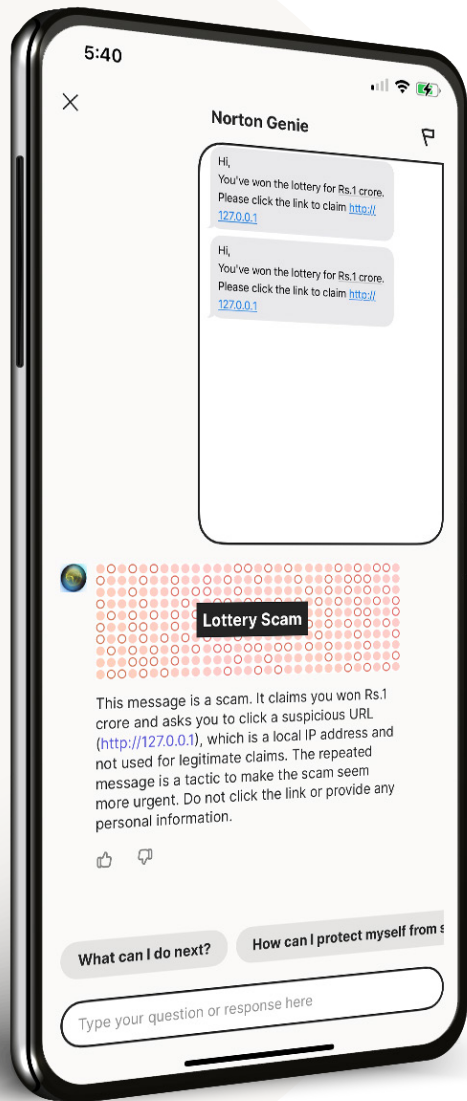 5:40
Norton Genie
Hi,
You've won the lottery for Rs.1 crore.
Please click the link to claim http://
127.0.0.1
Hi,
You've won the lottery for Rs.1 crore.
Please click the link to claim http://
127.0.0.1
Lottery Scam
This message is a scam. It claims you won Rs.1
crore and asks you to click a suspicious URL
(http://127.0.0.1), which is a local IP address and
not used for legitimate claims. The repeated
message is a tactic to make the scam seem
more urgent. Do not click the link or provide any
personal information.
What can I do next?
How can I protect myself from s
Type your question or response here